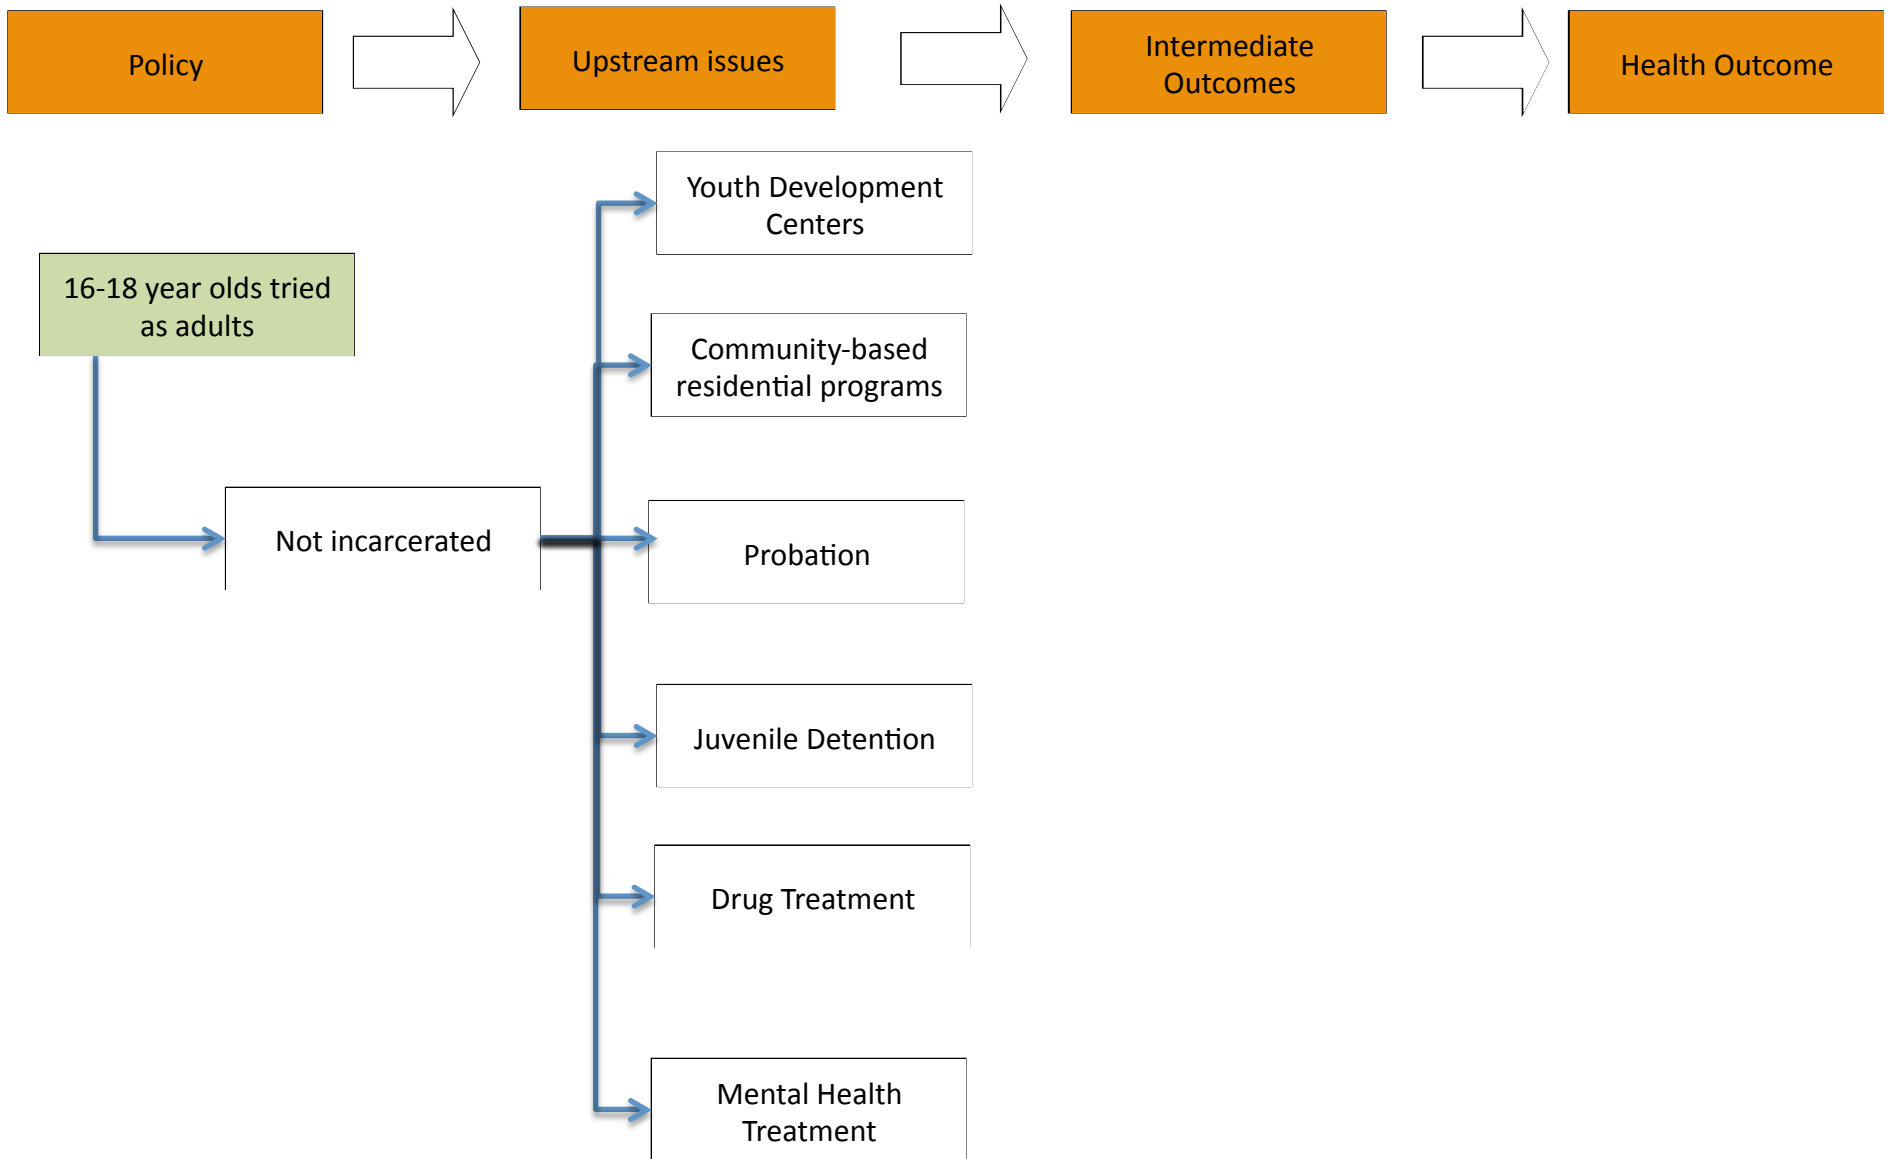 Policy
Upstream issues
Intermediate
Outcomes
Health Outcome
Youth Development
Centers
16-18 year olds tried
as adults
Community-based
residential programs
Not incarcerated
Probation
Juvenile Detention
Drug Treatment
Mental Health
Treatment